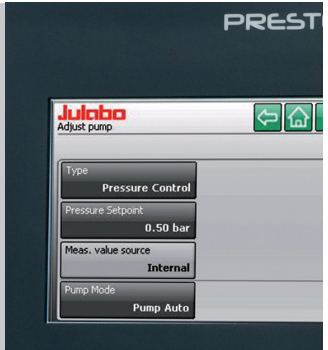 PREST
Julabo
Adjust pump
Type
Pressure Control
Pressure Setpoint
0.50 bar
Meas. value source
Internal
Pump Mode
Pump Auto